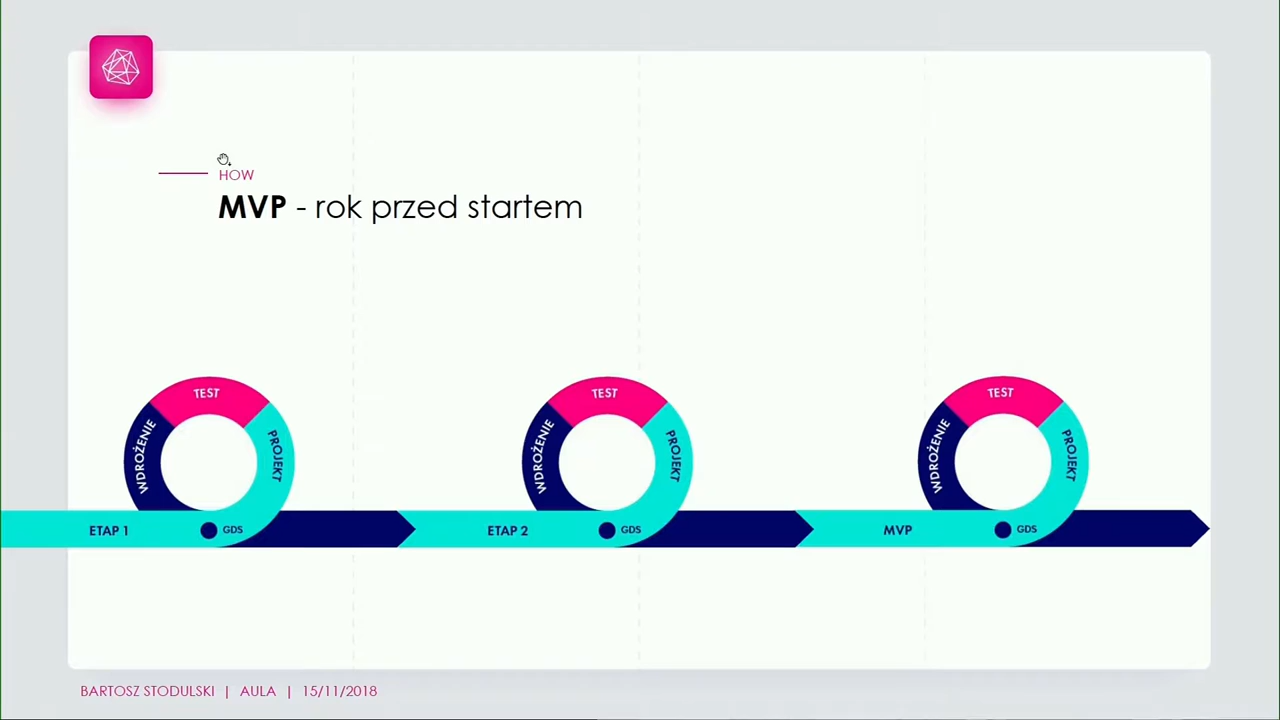 HOW
MVP - rok przed startem
TEST
WDROŻENIE
PROJEKT
ETAP 1
GDS
TEST
WDROŻENIE
PROJEKT
ETAP 2
GDS
TEST
WDROŻENIE
PROJEKT
MVP
GDS
BARTOSZ STODULSKI | AULA | 15/11/2018